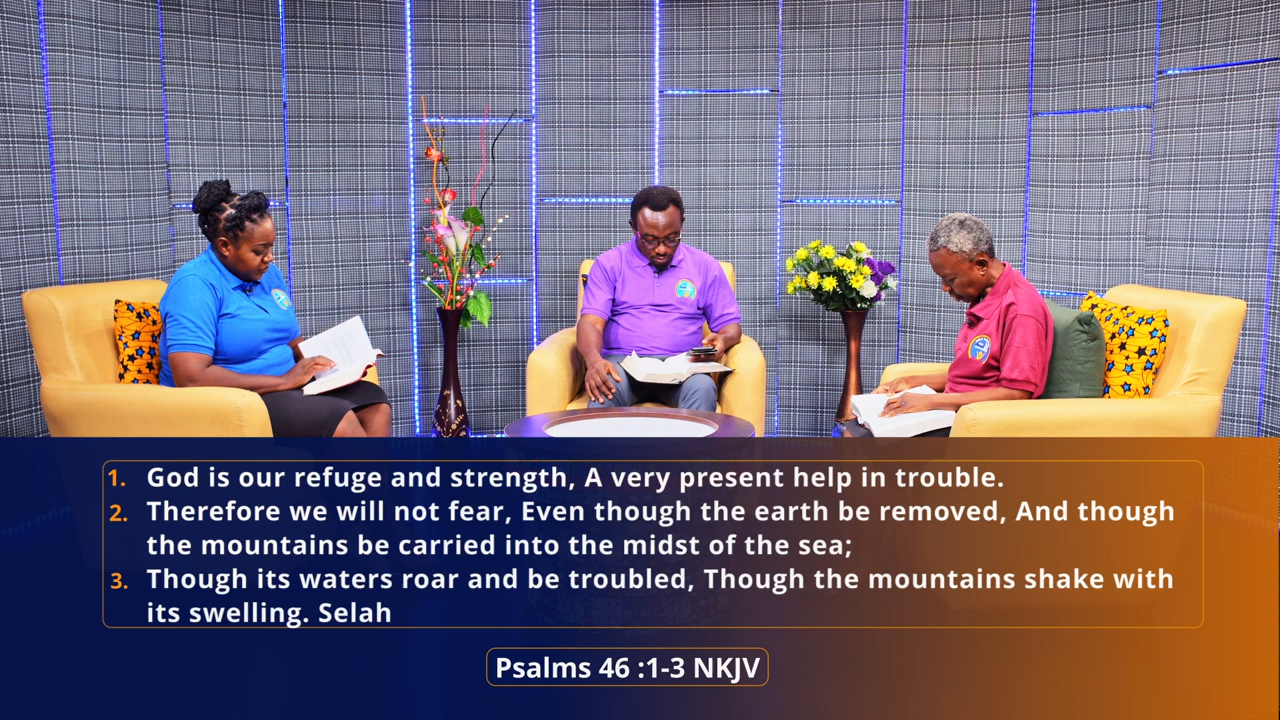 1. God is our refuge and strength, A very present help in trouble.
2. Therefore we will not fear, Even though the earth be removed, And though
the mountains be carried into the midst of the sea;
3. Though its waters roar and be troubled, Though the mountains shake with
its swelling. Selah
Psalms 46 :1-3 NKJV